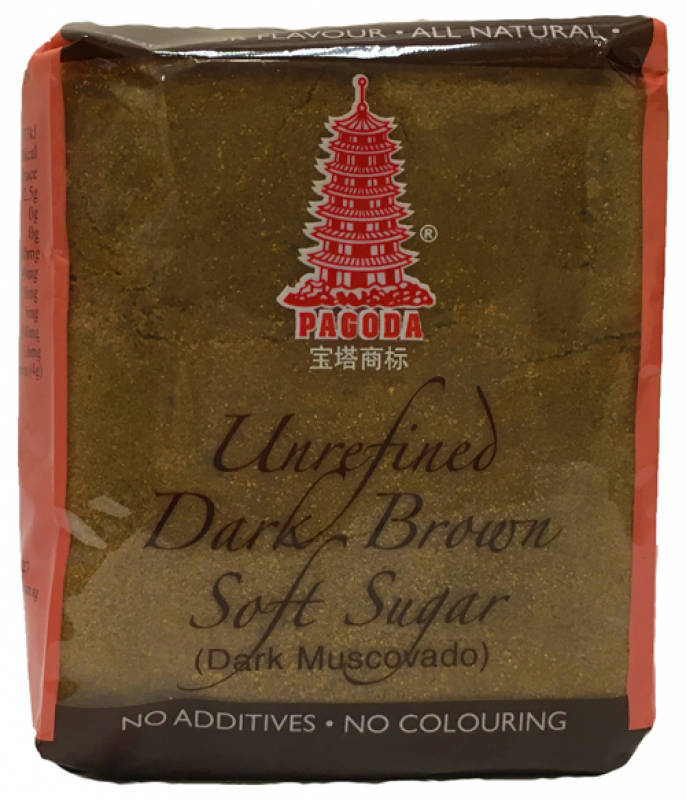 FLAVOUR • ALL NATURAL •
®
PAGODA
宝塔商标
Unrefined
Dark Brown
Soft Sugar
(Dark Muscovado)
NO ADDITIVES • NO COLOURING
(4g)